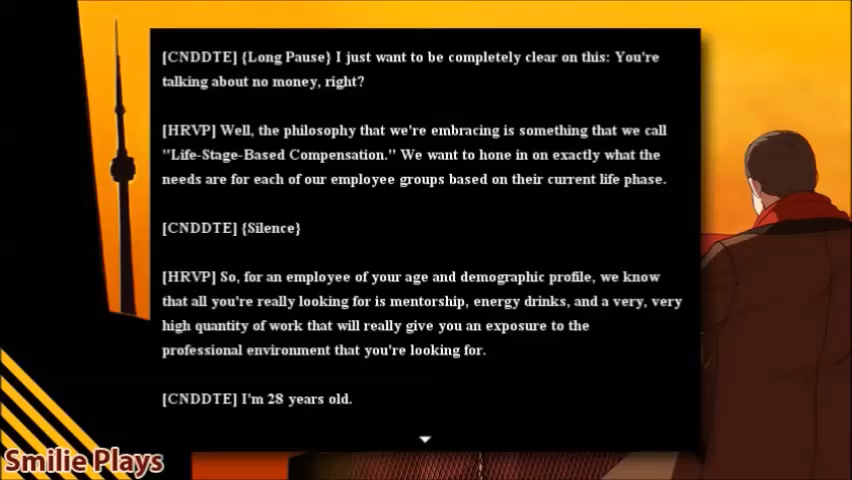 [CNDDTE] {Long Pause} I just want to be completely clear on this: You're
talking about no money, right?
[HRVP] Well, the philosophy that we're embracing is something that we call
"Life-Stage-Based Compensation." We want to hone in on exactly what the
needs are for each of our employee groups based on their current life phase.
[CNDDTE] {Silence}
[HRVP] So, for an employee of your age and demographic profile, we know
that all you're really looking for is mentorship, energy drinks, and a very, very
high quantity of work that will really give you an exposure to the
professional environment that you're looking for.
[CNDDTE] I'm 28 years old.
Smilie Plays